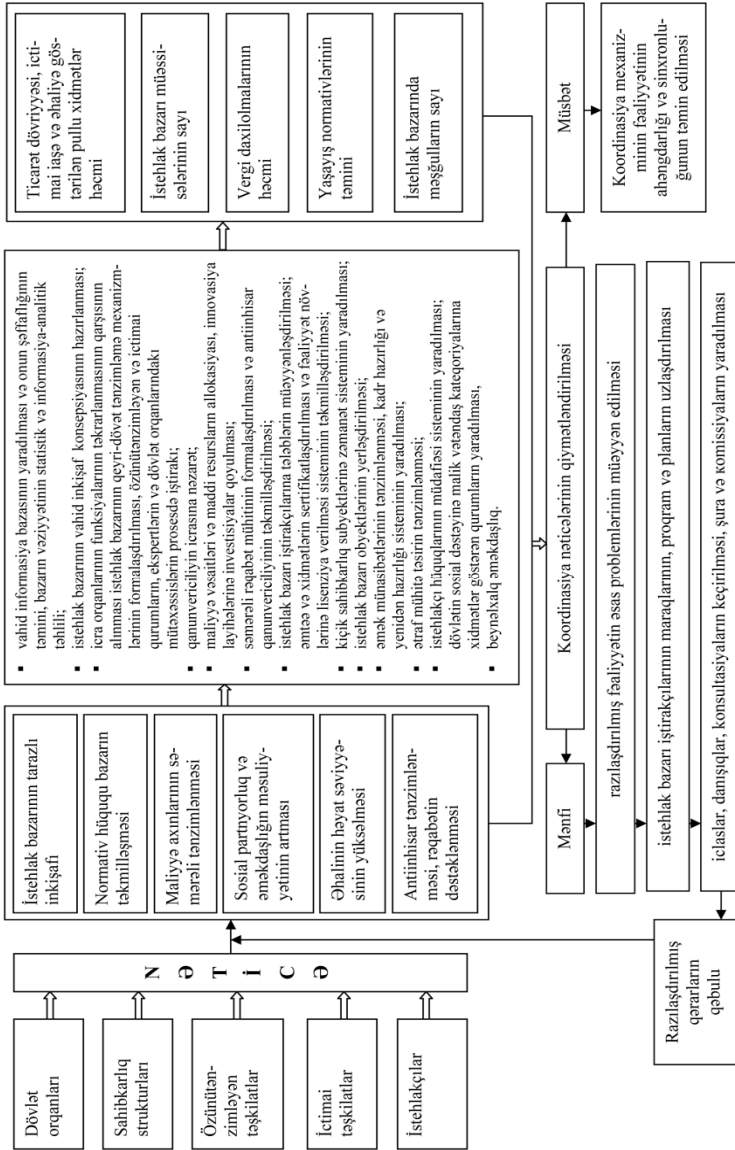 Dövlət
orqanları
Sahibkarlıq
strukturları
Özünütən-
zimləyən
təşkilatlar
İctimai
təşkilatlar
İstehlakçılar
N Ə T İ C Ə
İstehlak bazarının tarazlı
inkişafı
Normativ hüququ bazarın
təkmilləşməsi
Maliyyə axınlarının sə-
mərəli tənzimlənməsi
Sosial partnyorluq və
əməkdaşlığın məsuliy-
yətinin artması
Əhalinin həyat səviyyə-
sinin yüksəlməsi
Antiinhisar tənzimlən-
məsi, rəqabətin
dəstəklənməsi
▪ vahid informasiya bazasının yaradılması və onun şəffaflığının
təmini, bazarın vəziyyətinin statistik və informasiya-analitik
təhlili;
▪ istehlak bazarının vahid inkişaf konsepsiyasının hazırlanması;
▪ icra orqanlarının funksiyalarının təkrarlanmasının qarşısının
alınması istehlak bazarının qeyri-dövlət tənzimləmə mexanizm-
lərinin formalaşdırılması, özünütənzimləyən və ictimai
qurumların, ekspertlərin və dövlət orqanlarındakı
mütəxəssislərin prosesdə iştirakı;
▪ qanunvericiliyin icrasına nəzarət;
▪ maliyyə vəsaitləri və maddi resursların allokasiyası, innovasiya
layihələrinə investisiyalar qoyulması;
▪ səmərəli rəqabət mühitinin formalaşdırılması və antiinhisar
qanunvericiliyinin təkmilləşdirilməsi;
▪ istehlak bazarı iştirakçılarına tələblərin müəyyənləşdirilməsi;
▪ əmtəə və xidmətlərin sertifikatlaşdırılması və fəaliyyət növ-
lərinə lisenziya verilməsi sisteminin təkmilləşdirilməsi;
▪ kiçik sahibkarlıq subyektlərinə zəmanət sisteminin yaradılması;
▪ istehlak bazarı obyektlərinin yerləşdirilməsi;
▪ əmək münasibətlərinin tənzimlənməsi, kadr hazırlığı və
yenidən hazırlığı sisteminin yaradılması;
▪ ətraf mühitə təsirin tənzimlənməsi;
▪ istehlakçı hüquqlarının müdafiəsi sisteminin yaradılması;
▪ dövlətin sosial dəstəyinə malik vətəndaş kateqoriyalarına
xidmətlər göstərən qurumların yaradılması,
▪ beynəlxalq əməkdaşlıq.
Ticarət dövriyyəsi, icti-
mai iaşə və əhaliyə gös-
tərilən pullu xidmətlər
həcmi
İstehlak bazarı müəssi-
sələrinin sayı
Vergi daxilolmalarının
həcmi
Yaşayış normativlərinin
təmini
İstehlak bazarında
məşğulların sayı
Mənfi
Koordinasiya nəticələrinin qiymətləndirilməsi
Müsbət
razılaşdırılmış fəaliyyətin əsas problemlərinin müəyyən edilməsi
istehlak bazarı iştirakçılarının maraqlarının, proqram və planların uzlaşdırılması
iclaslar, danışıqlar, konsultasiyaların keçirilməsi, şura və komissiyaların yaradılması
Koordinasiya mexaniz-
minin fəaliyyətinin
ahəngdarlığı və sinxronlu-
ğunun təmin edilməsi
Razılaşdırılmış
qərarların
qəbulu